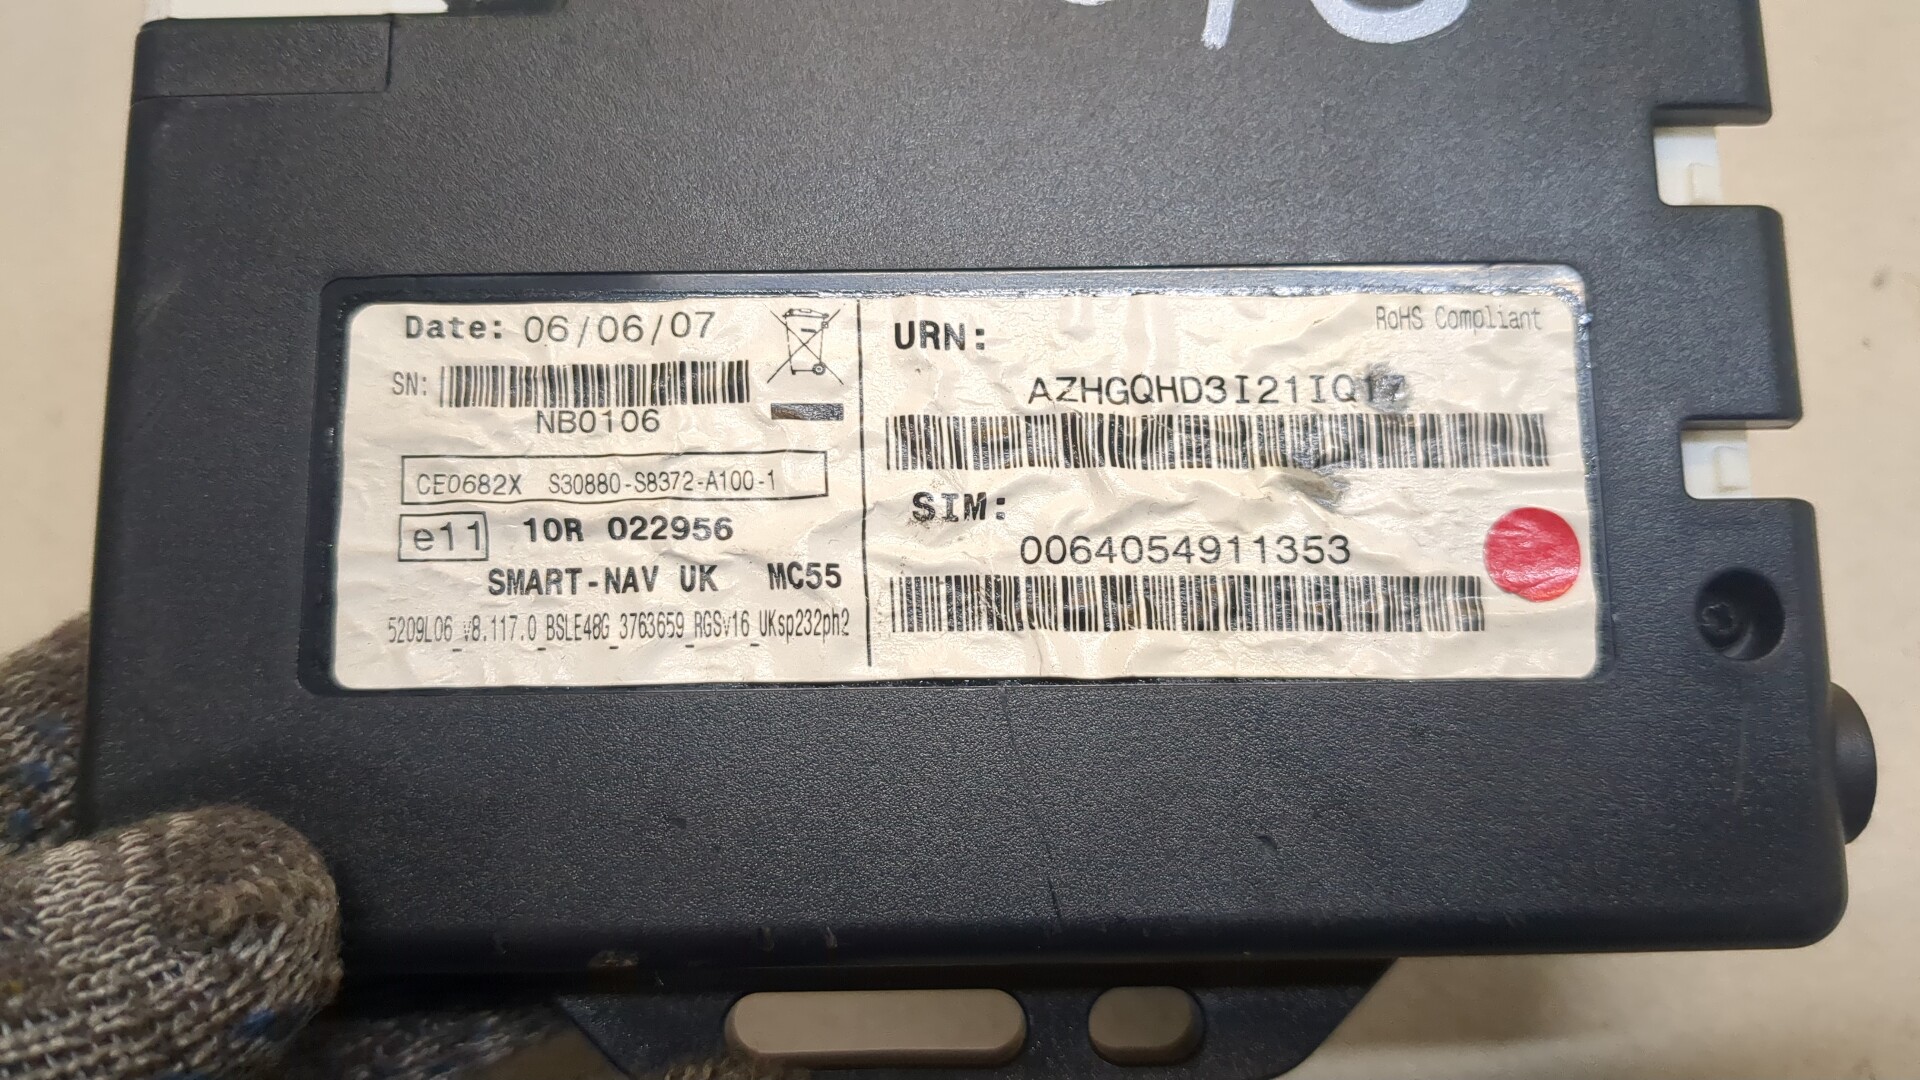 Date: 06/06/07
SN:
NB0106
CE0682X S30880-S8372-A100-1
e11 10R 022956
SMART-NAV UK MC55
5209L06_v8.117.0_BSLE48G_3763659_RGSv16_UKsp232ph2
URN:
RoHS Compliant
AZHGQHD3I21IQ17
SIM:
0064054911353